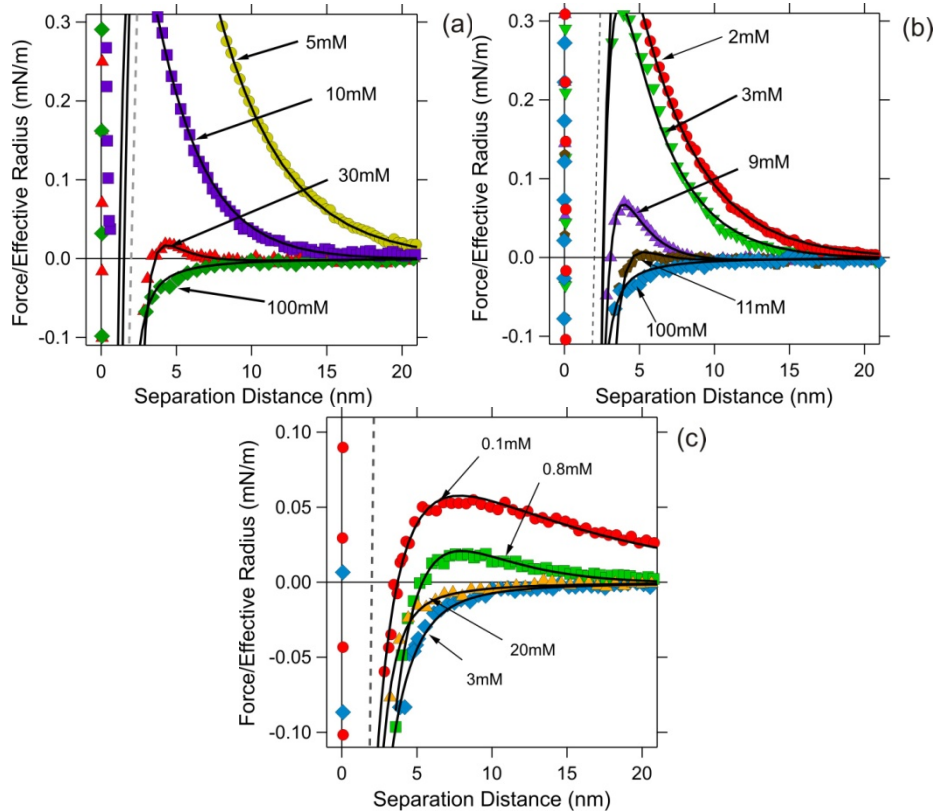 (a)
Force/Effective Radius (mN/m)
0.3
0.2
0.1
0.0
-0.1
5mM
10mM
30mM
100mM
0 5 10 15 20
Separation Distance (nm)
(b)
Force/Effective Radius (mN/m)
0.3
0.2
0.1
0.0
-0.1
2mM
3mM
9mM
11mM
100mM
0 5 10 15 20
Separation Distance (nm)
(c)
Force/Effective Radius (mN/m)
0.10
0.05
0.00
-0.05
-0.10
0.1mM
0.8mM
20mM
3mM
0 5 10 15 20
Separation Distance (nm)